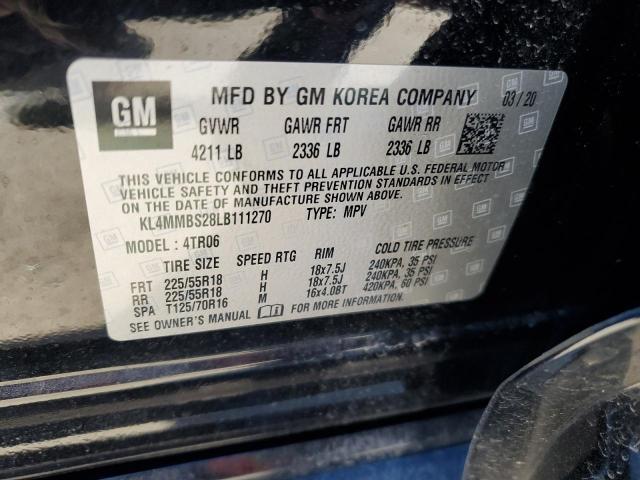 GM
MFD BY GM KOREA COMPANY 03/20
GVWR GAWR FRT GAWR RR
4211 LB 2336 LB 2336 LB
THIS VEHICLE CONFORMS TO ALL APPLICABLE U.S. FEDERAL MOTOR
VEHICLE SAFETY AND THEFT PREVENTION STANDARDS IN EFFECT
ON THE DATE OF MANUFACTURE SHOWN ABOVE.
KL4MMBS28LB111270 TYPE: MPV
MODEL: 4TR06
TIRE SIZE SPEED RTG RIM COLD TIRE PRESSURE
FRT 225/55R18 H 18x7.5J 240KPA, 35 PSI
RR 225/55R18 H 18x7.5J 240KPA, 35 PSI
SPA T125/70R16 M 16x4.0BT 420KPA, 60 PSI
SEE OWNER'S MANUAL FOR MORE INFORMATION.